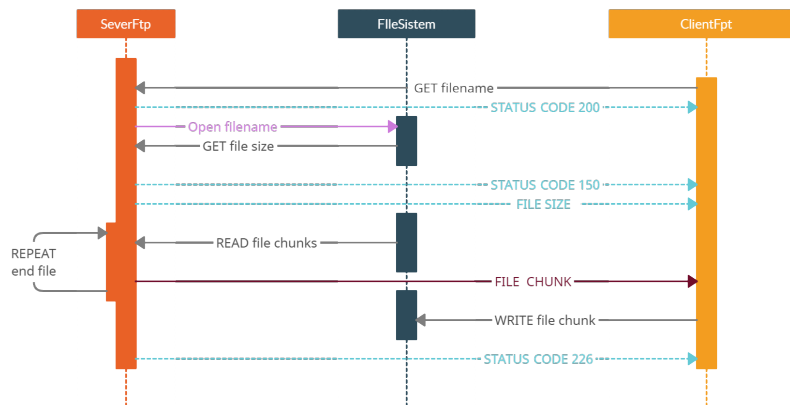 SeverFtp
FIleSistem
ClientFpt
GET filename
STATUS CODE 200
Open filename
GET file size
STATUS CODE 150
FILE SIZE
REPEAT
end file
READ file chunks
FILE CHUNK
WRITE file chunk
STATUS CODE 226